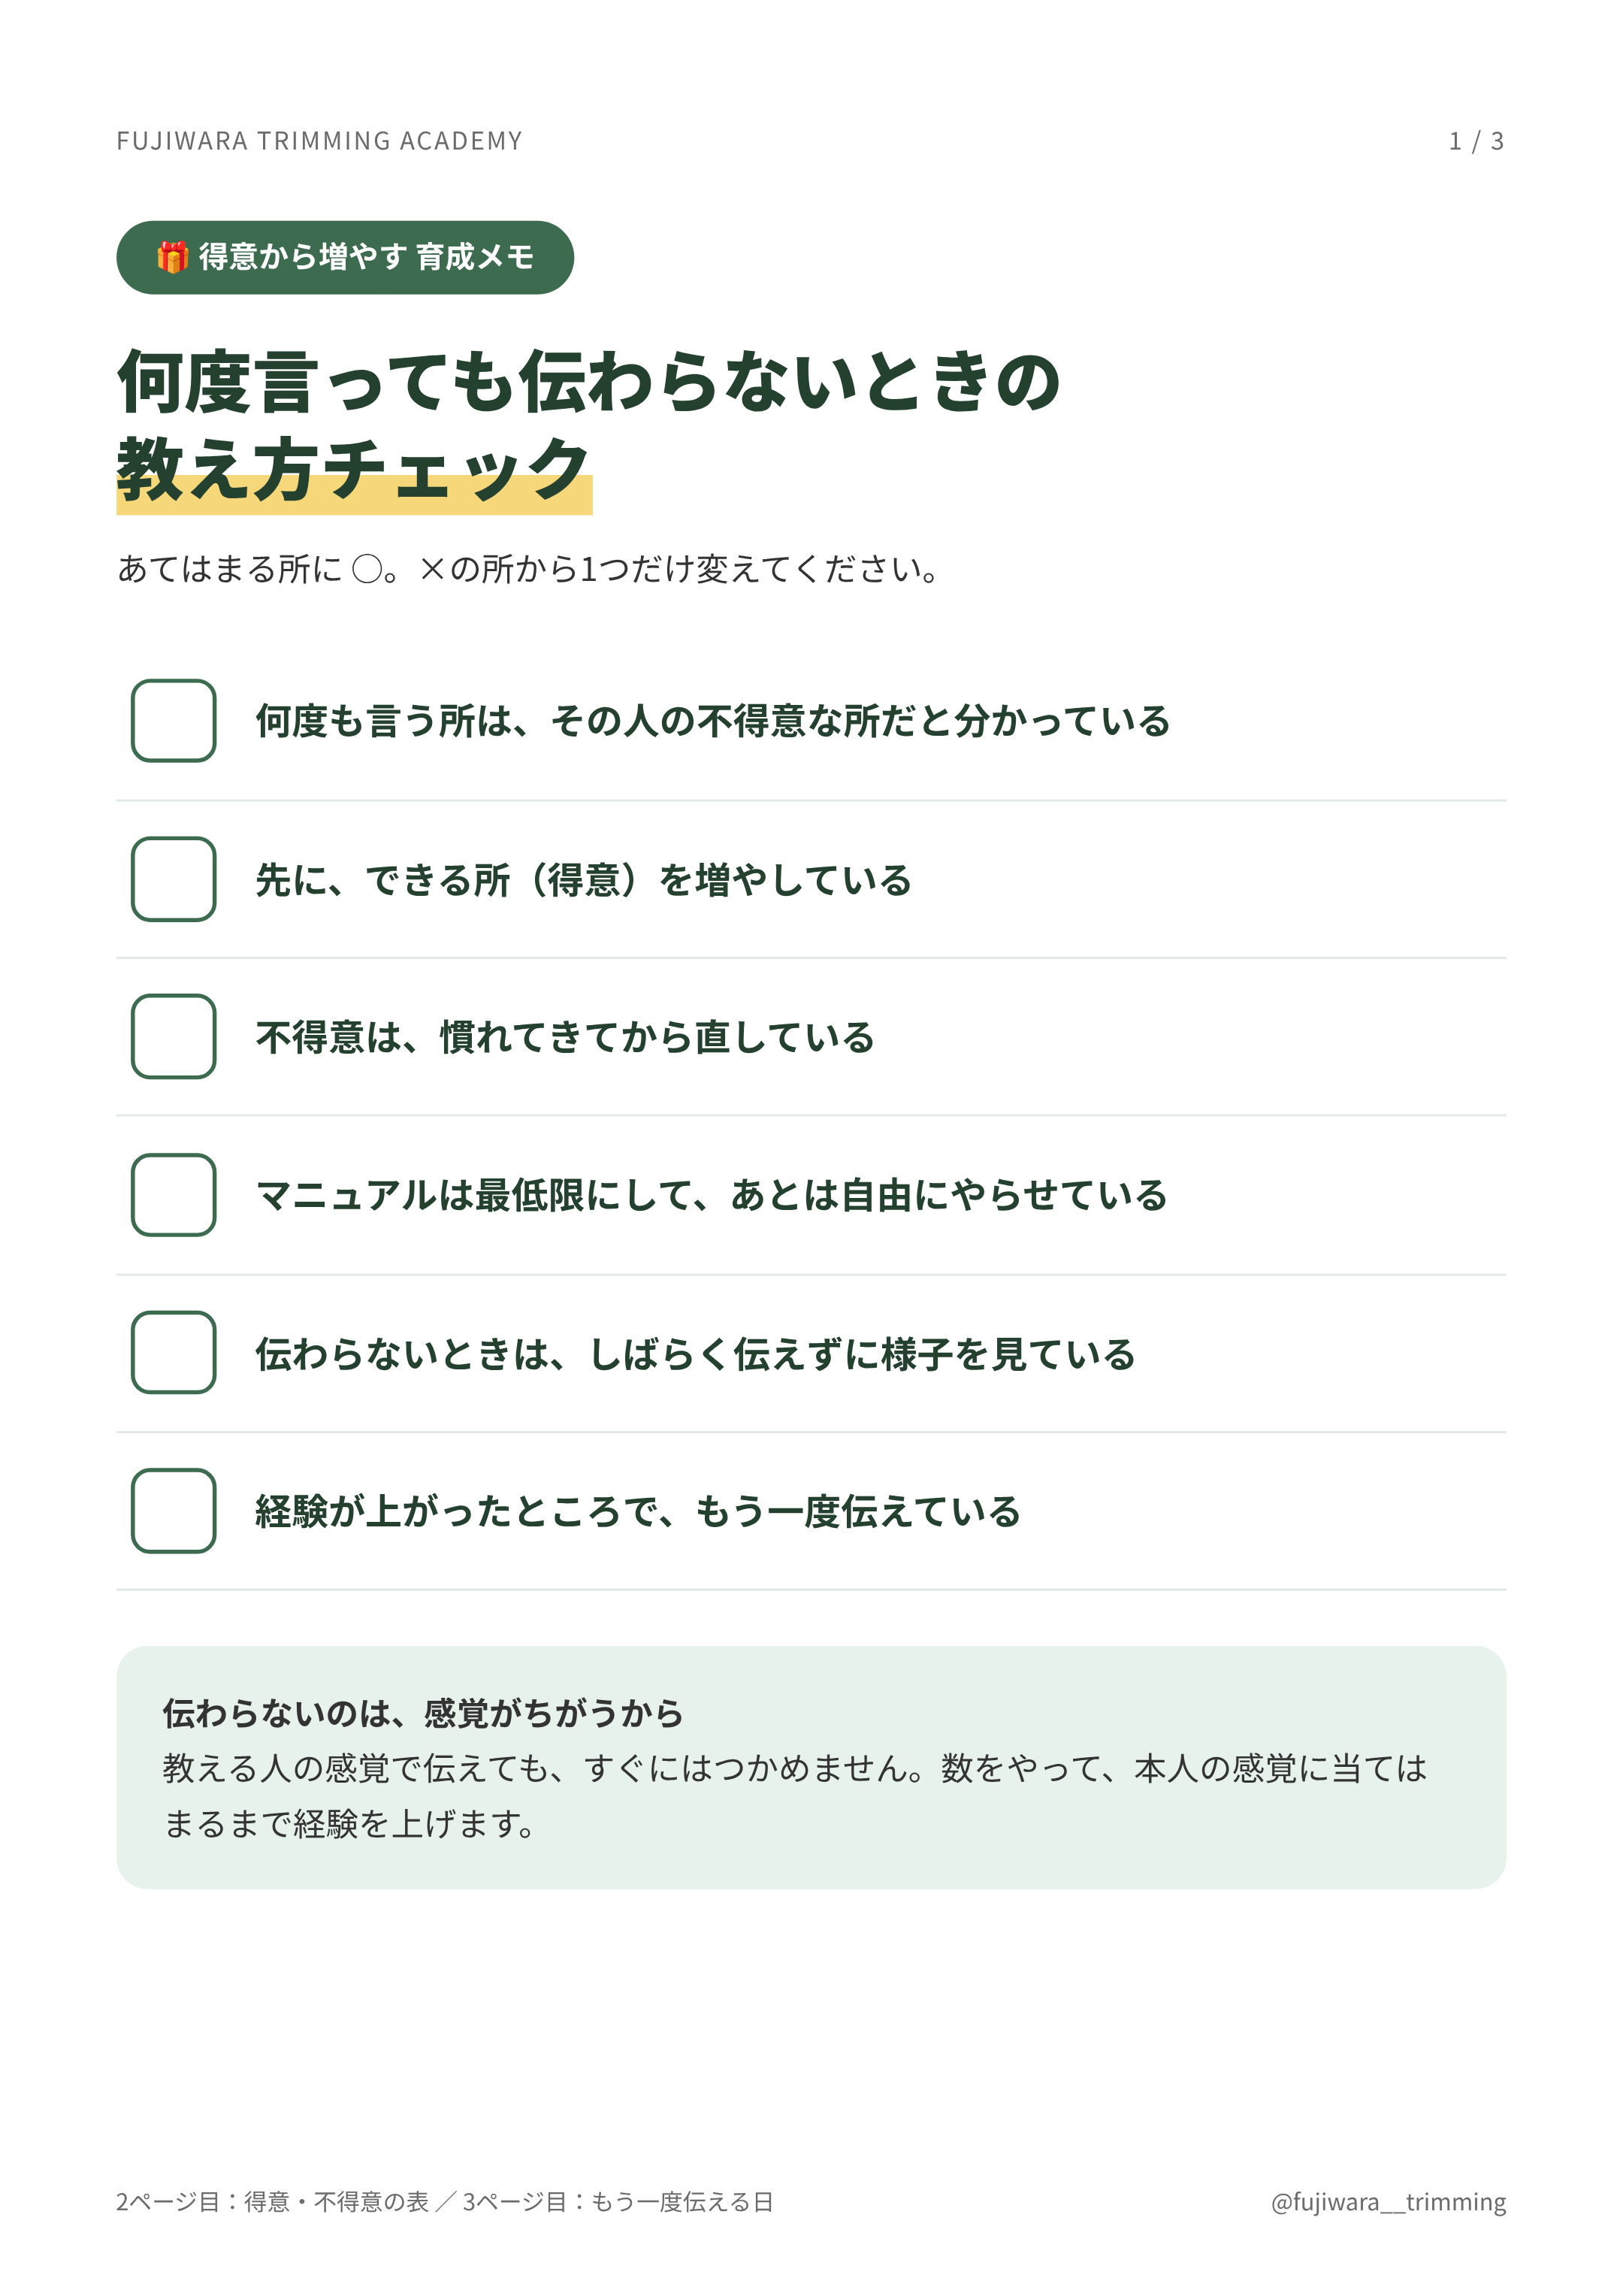 FUJIWARA TRIMMING ACADEMY
1 / 3
🎁 得意から増やす 育成メモ
何度言っても伝わらないときの
教え方チェック
あてはまる所に ◯。×の所から1つだけ変えてください。
何度も言う所は、その人の不得意な所だと分かっている
先に、できる所（得意）を増やしている
不得意は、慣れてきてから直している
マニュアルは最低限にして、あとは自由にやらせている
伝わらないときは、しばらく伝えずに様子を見ている
経験が上がったところで、もう一度伝えている
伝わらないのは、感覚がちがうから
教える人の感覚で伝えても、すぐにはつかめません。数をやって、本人の感覚に当ては
まるまで経験を上げます。
2ページ目：得意・不得意の表 ／ 3ページ目：もう一度伝える日
@fujiwara__trimming